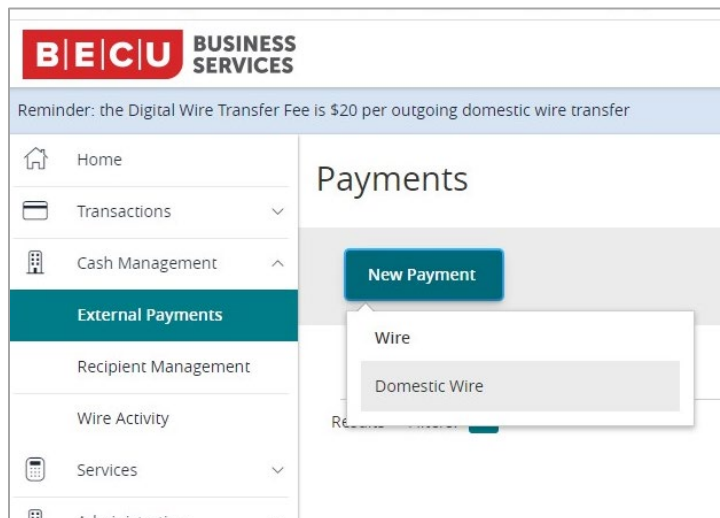 B|E|C|U BUSINESS SERVICES
Reminder: the Digital Wire Transfer Fee is $20 per outgoing domestic wire transfer
Home
Transactions
Cash Management
External Payments
Recipient Management
Wire Activity
Services
Payments
New Payment
Wire
Domestic Wire